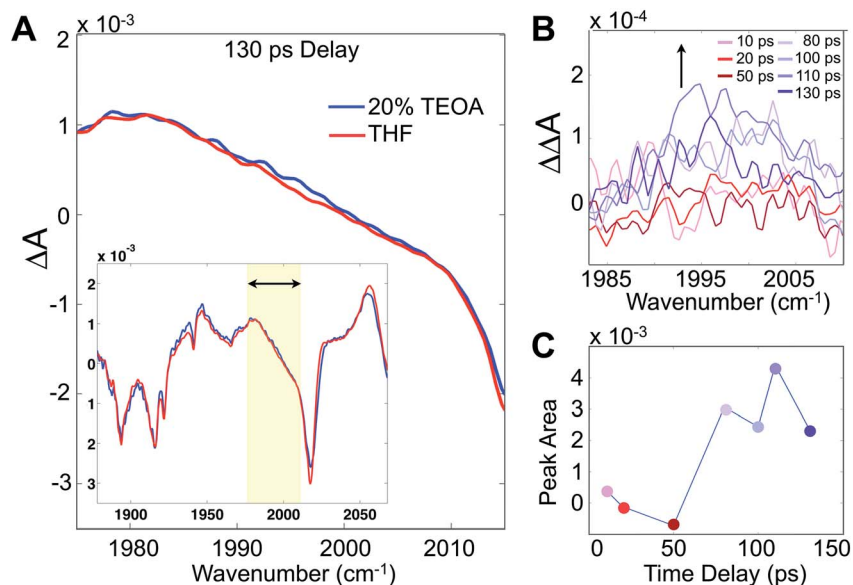 A
x 10⁻³
130 ps Delay
20% TEOA
THF
ΔA
2
1
0
-1
-2
-3
1980
1990
2000
2010
Wavenumber (cm⁻¹)
x 10⁻³
2
1
0
1
2
3
1900
1950
2000
2050
B
x 10⁻⁴
10 ps
20 ps
50 ps
80 ps
100 ps
110 ps
130 ps
ΔΔA
2
1
0
1985
1995
2005
Wavenumber (cm⁻¹)
C
x 10⁻³
Peak Area
4
3
2
1
0
0
50
100
150
Time Delay (ps)